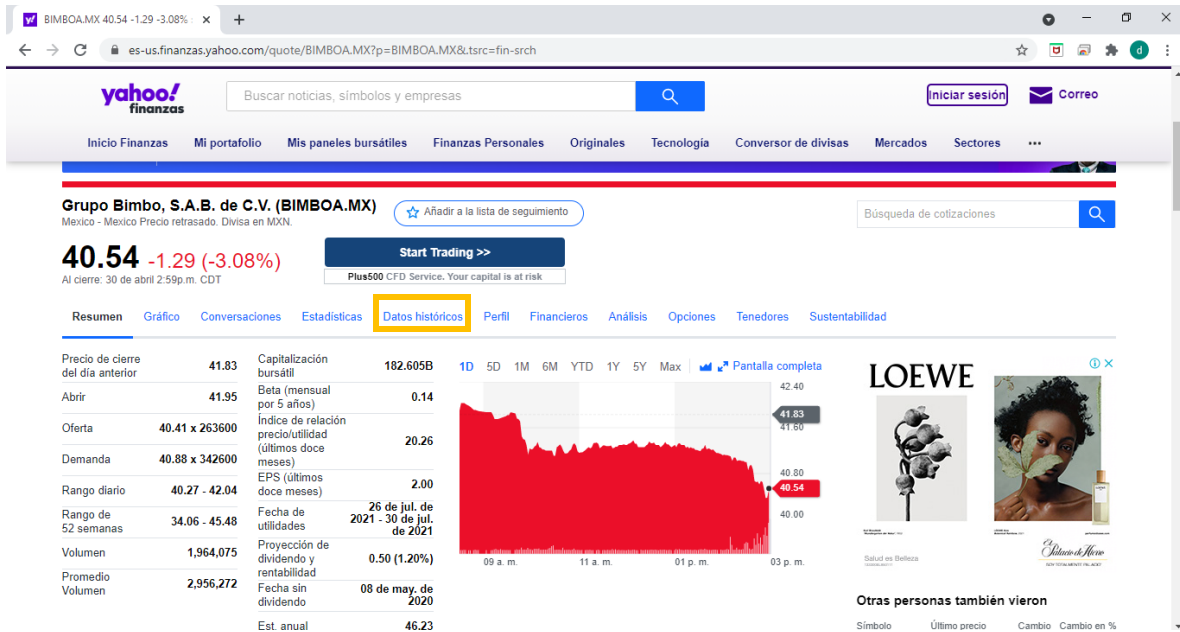 BIMBOA.MX 40.54 -1.29 -3.08%
es-us.finanzas.yahoo.com/quote/BIMBOA.MX?p=BIMBOA.MX&.tsrc=fin-srch
d
yahoo!
finanzas
Buscar noticias, símbolos y empresas
Iniciar sesión
Correo
Inicio Finanzas Mi portafolio Mis paneles bursátiles Finanzas Personales Originales Tecnología Conversor de divisas Mercados Sectores ...
Grupo Bimbo, S.A.B. de C.V. (BIMBOA.MX)
Añadir a la lista de seguimiento
Búsqueda de cotizaciones
Mexico - Mexico Precio retrasado. Divisa en MXN.
40.54 -1.29 (-3.08%)
Al cierre: 30 de abril 2:59p.m. CDT
Start Trading >>
Plus500 CFD Service. Your capital is at risk
Resumen Gráfico Conversaciones Estadísticas Datos históricos Perfil Financieros Análisis Opciones Tenedores Sustentabilidad
Precio de cierre
del día anterior 41.83
Abrir 41.95
Oferta 40.41 x 263600
Demanda 40.88 x 342600
Rango diario 40.27 - 42.04
Rango de
52 semanas 34.06 - 45.48
Volumen 1,964,075
Promedio
Volumen 2,956,272
Capitalización
bursátil 182.605B
Beta (mensual
por 5 años) 0.14
Índice de relación
precio/utilidad
(últimos doce
meses) 20.26
EPS (últimos
doce meses) 2.00
Fecha de
utilidades 26 de jul. de
2021 - 30 de jul.
de 2021
Proyección de
dividendo y
rentabilidad 0.50 (1.20%)
Fecha sin
dividendo 08 de may. de
2020
Est. anual 46.23
1D 5D 1M 6M YTD 1Y 5Y Max Pantalla completa
42.40
41.83
41.60
40.80
40.54
40.00
09 a. m. 11 a. m. 01 p. m. 03 p. m.
LOEWE
Salud es Belleza
El Palacio de Hierro
Otras personas también vieron
Símbolo Último precio Cambio Cambio en %